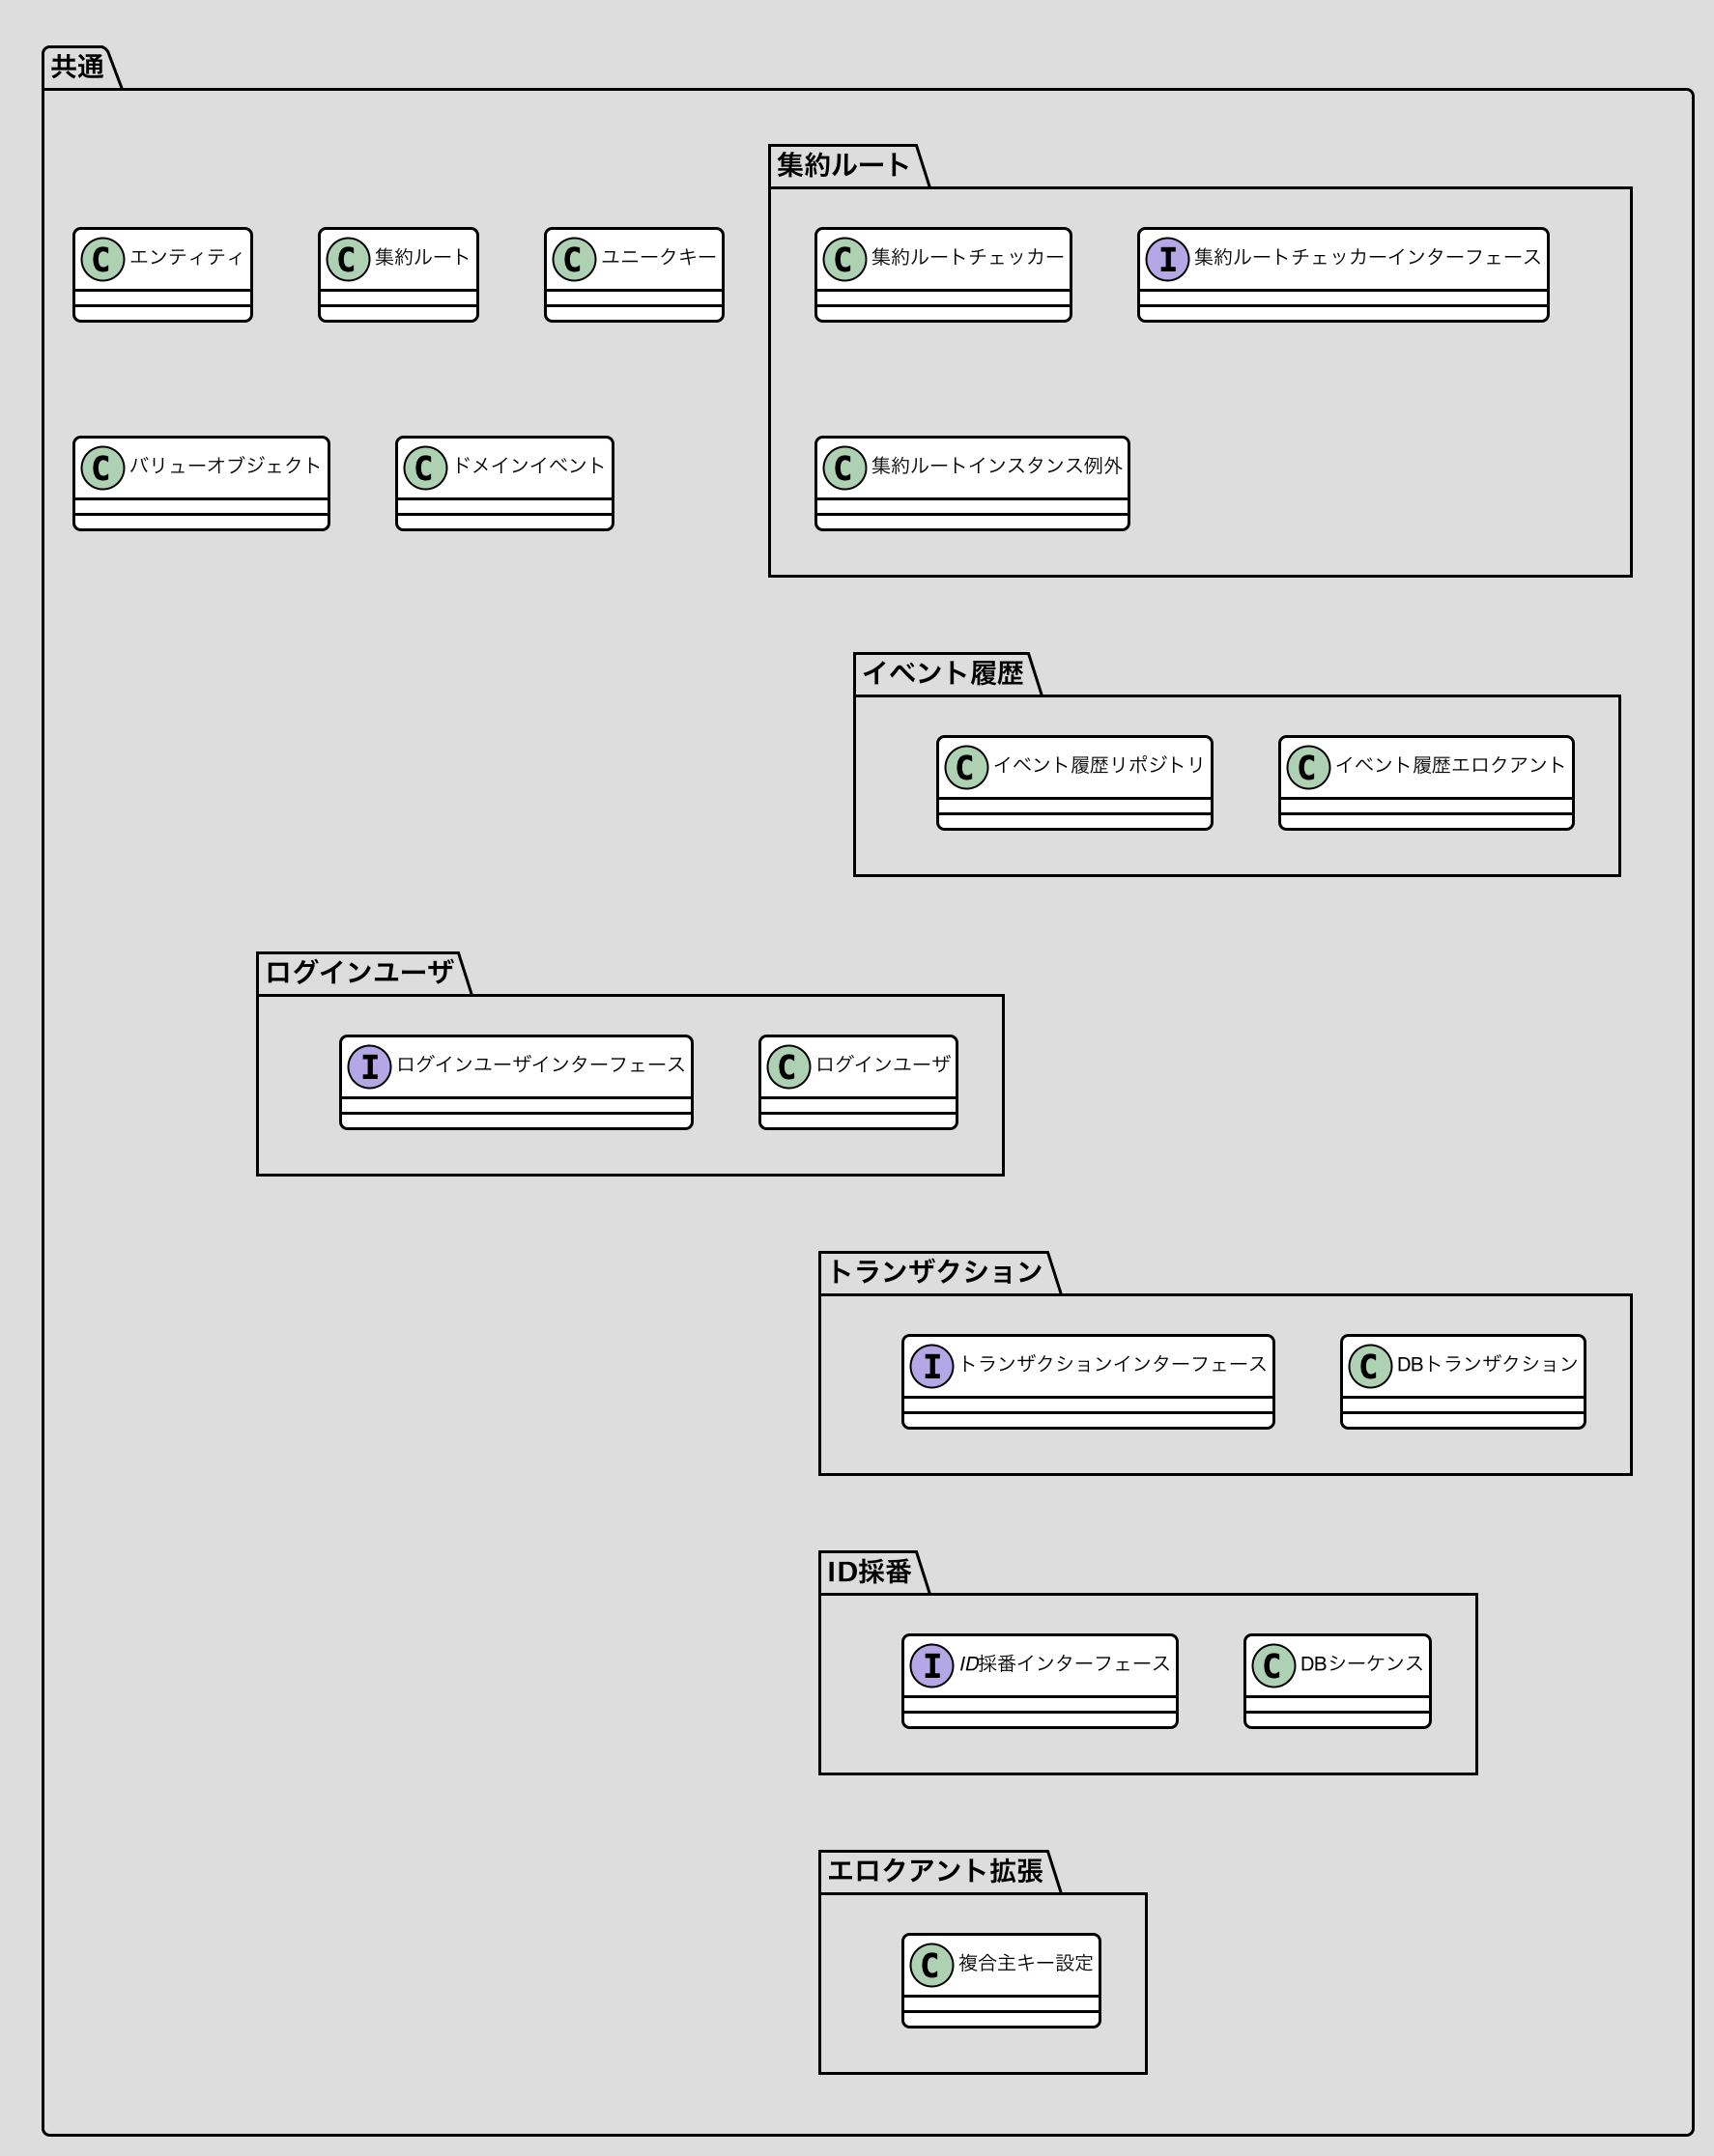 共通
集約ルート
C エンティティ
C 集約ルート
C ユニークキー
C 集約ルートチェッカー
I 集約ルートチェッカーインターフェース
C バリューオブジェクト
C ドメインイベント
C 集約ルートインスタンス例外
イベント履歴
C イベント履歴リポジトリ
C イベント履歴エロクアント
ログインユーザ
I ログインユーザインターフェース
C ログインユーザ
トランザクション
I トランザクションインターフェース
C DBトランザクション
ID採番
I ID採番インターフェース
C DBシーケンス
エロクアント拡張
C 複合主キー設定